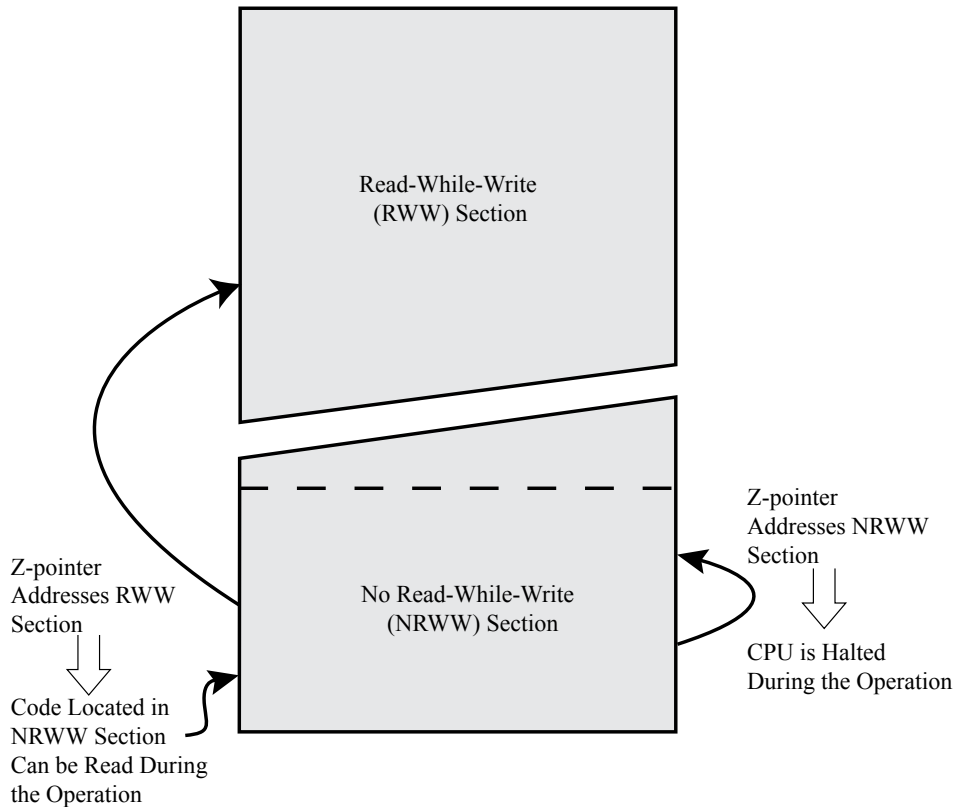 Read-While-Write
(RWW) Section
Z-pointer
Addresses RWW
Section
Code Located in
NRWW Section
Can be Read During
the Operation
No Read-While-Write
(NRWW) Section
Z-pointer
Addresses NRWW
Section
CPU is Halted
During the Operation